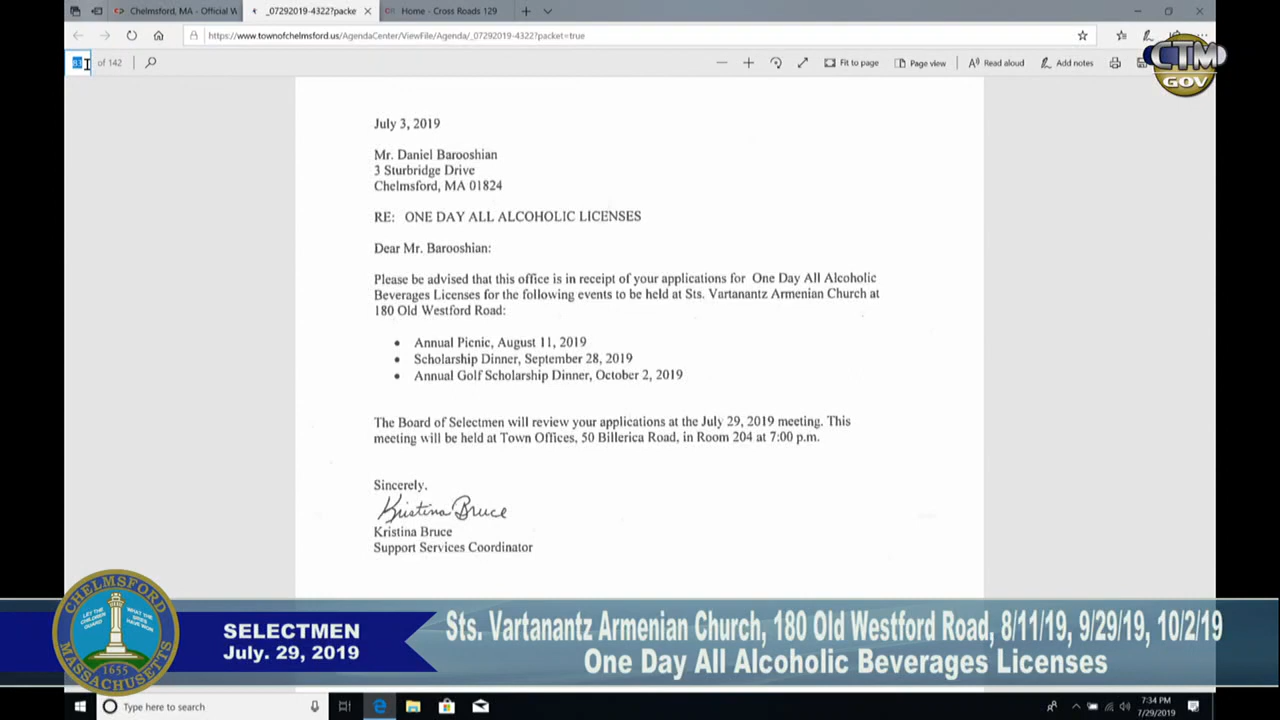 Chelmsford, MA - Official W
_07292019-4322?packe
Home - Cross Roads 129
https://www.townofchelmsford.us/AgendaCenter/ViewFile/Agenda/_07292019-4322?packet=true
of 142
Fit to page
Page view
Read aloud
Add notes
CTM
GOV
July 3, 2019
Mr. Daniel Barooshian
3 Sturbridge Drive
Chelmsford, MA 01824
RE: ONE DAY ALL ALCOHOLIC LICENSES
Dear Mr. Barooshian:
Please be advised that this office is in receipt of your applications for One Day All Alcoholic
Beverages Licenses for the following events to be held at Sts. Vartanantz Armenian Church at
180 Old Westford Road:
• Annual Picnic, August 11, 2019
• Scholarship Dinner, September 28, 2019
• Annual Golf Scholarship Dinner, October 2, 2019
The Board of Selectmen will review your applications at the July 29, 2019 meeting. This
meeting will be held at Town Offices, 50 Billerica Road, in Room 204 at 7:00 p.m.
Sincerely.
Kristina Bruce
Kristina Bruce
Support Services Coordinator
CHELMSFORD
LET THE CHILDREN GUARD
WHAT THE SIRES HAVE WON
1655
MASSACHUSETTS
SELECTMEN
July. 29, 2019
Sts. Vartanantz Armenian Church, 180 Old Westford Road, 8/11/19, 9/29/19, 10/2/19
One Day All Alcoholic Beverages Licenses
Type here to search
7:34 PM
7/29/2019